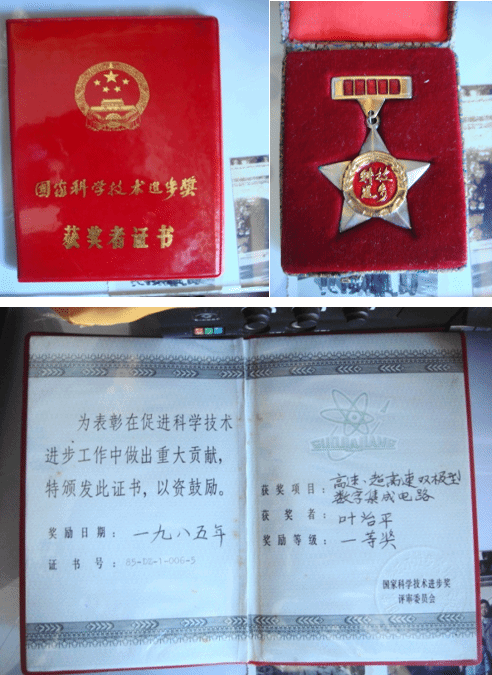 国家科学技术进步奖
获奖者证书
科技
进步
为表彰在促进科学技术
进步工作中做出重大贡献,
特颁发此证书,以资鼓励。
奖励日期: 一九八五年
证书号: 85-DZ-1-006-5
GUOJIAJIANG
获奖项目: 高速·超高速双极型
数字集成电路
获奖者: 叶治平
奖励等级: 一等奖
国家科学技术进步奖
评审委员会